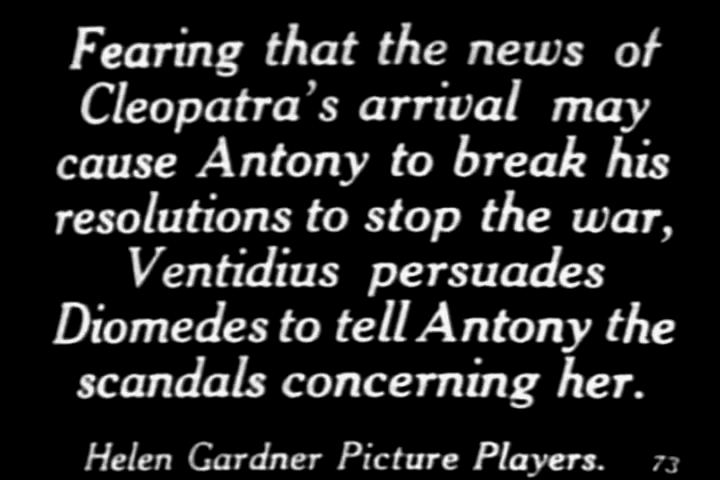 Fearing that the news of
Cleopatra's arrival may
cause Antony to break his
resolutions to stop the war,
Ventidius persuades
Diomedes to tell Antony the
scandals concerning her.
Helen Gardner Picture Players. 73